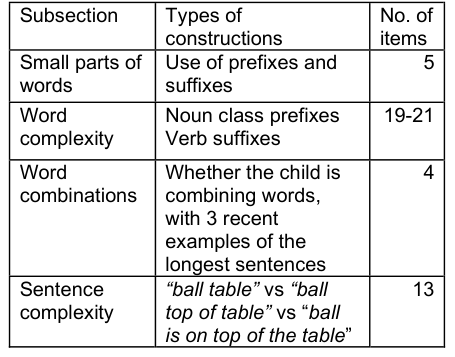 Subsection Types of constructions No. of items
Small parts of words Use of prefixes and suffixes 5
Word complexity Noun class prefixes Verb suffixes 19-21
Word combinations Whether the child is combining words, with 3 recent examples of the longest sentences 4
Sentence complexity “ball table” vs “ball top of table” vs “ball is on top of the table” 13